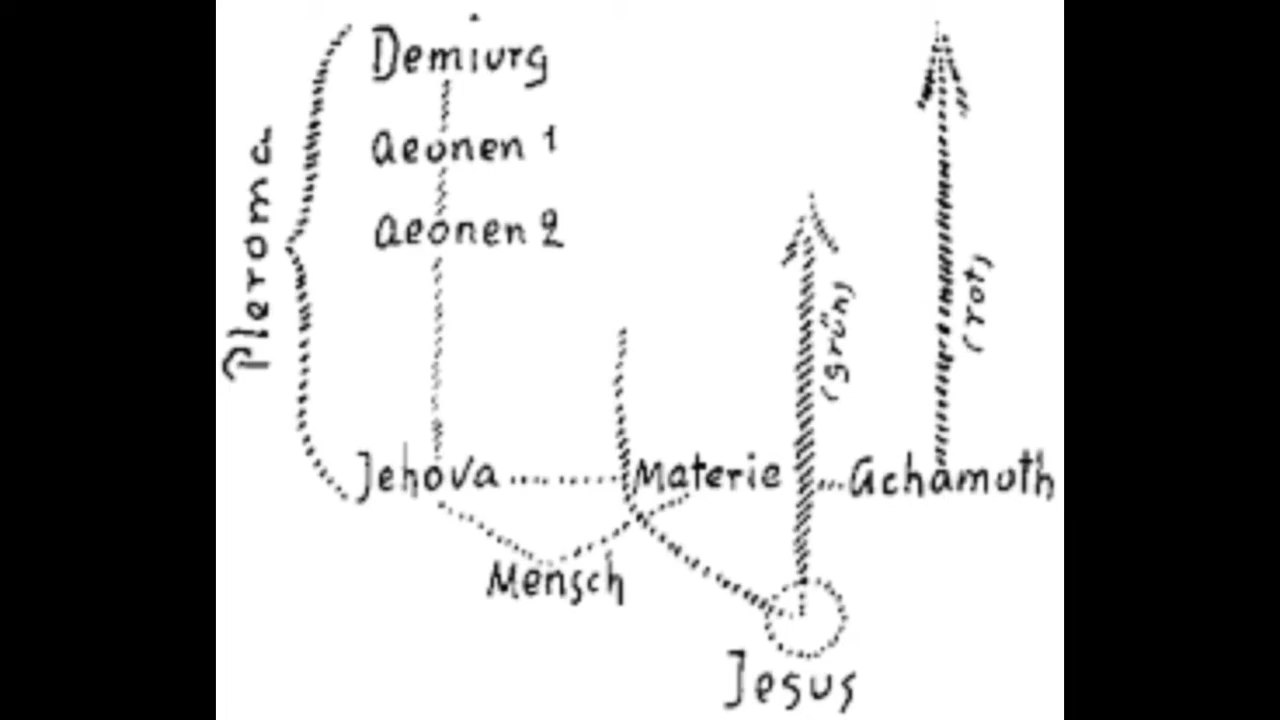 Pleroma
Demiurg
Aeonen 1
Aeonen 2
(grün)
(rot)
Jehova ........ Materie ... Achamoth
Mensch
Jesus